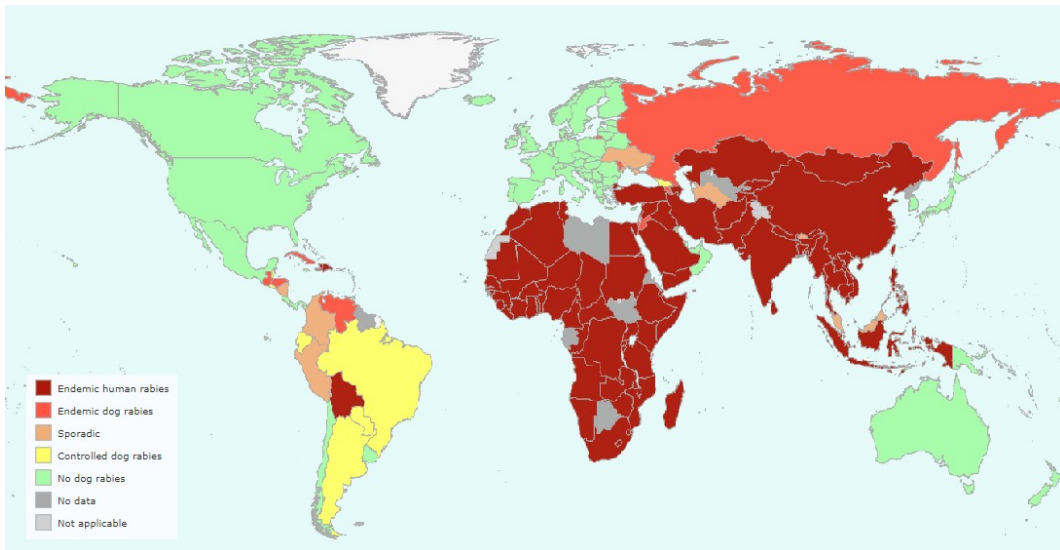 Endemic human rabies
Endemic dog rabies
Sporadic
Controlled dog rabies
No dog rabies
No data
Not applicable